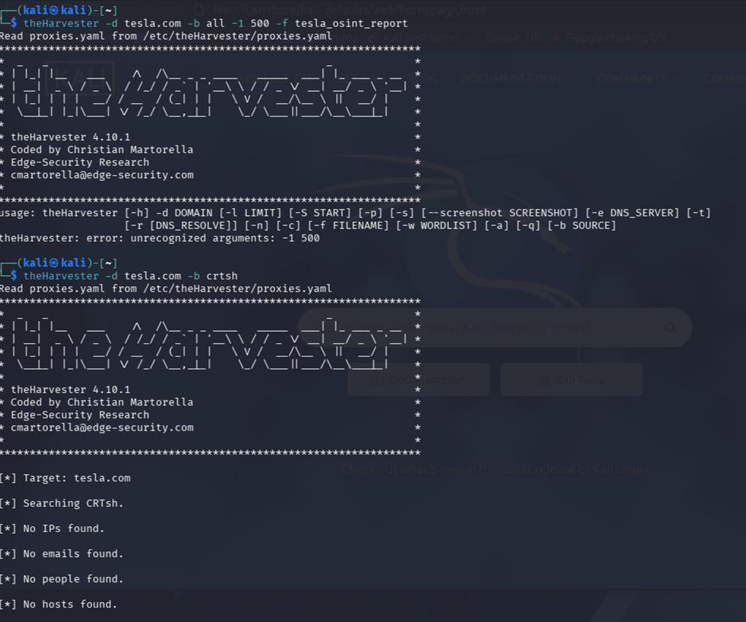 (kali㉿kali)-[~]
$ theHarvester -d tesla.com -b all -1 500 -f tesla_osint_report
Read proxies.yaml from /etc/theHarvester/proxies.yaml
*******************************************************************
theHarvester
* theHarvester 4.10.1 *
* Coded by Christian Martorella *
* Edge-Security Research *
* cmartorella@edge-security.com *
*******************************************************************
usage: theHarvester [-h] -d DOMAIN [-l LIMIT] [-S START] [-p] [-s] [--screenshot SCREENSHOT] [-e DNS_SERVER] [-t]
[-r [DNS_RESOLVE]] [-n] [-c] [-f FILENAME] [-w WORDLIST] [-a] [-q] [-b SOURCE]
theHarvester: error: unrecognized arguments: -1 500
(kali㉿kali)-[~]
$ theHarvester -d tesla.com -b crtsh
Read proxies.yaml from /etc/theHarvester/proxies.yaml
*******************************************************************
theHarvester
* theHarvester 4.10.1 *
* Coded by Christian Martorella *
* Edge-Security Research *
* cmartorella@edge-security.com *
*******************************************************************
[*] Target: tesla.com
[*] Searching CRTsh.
[*] No IPs found.
[*] No emails found.
[*] No people found.
[*] No hosts found.